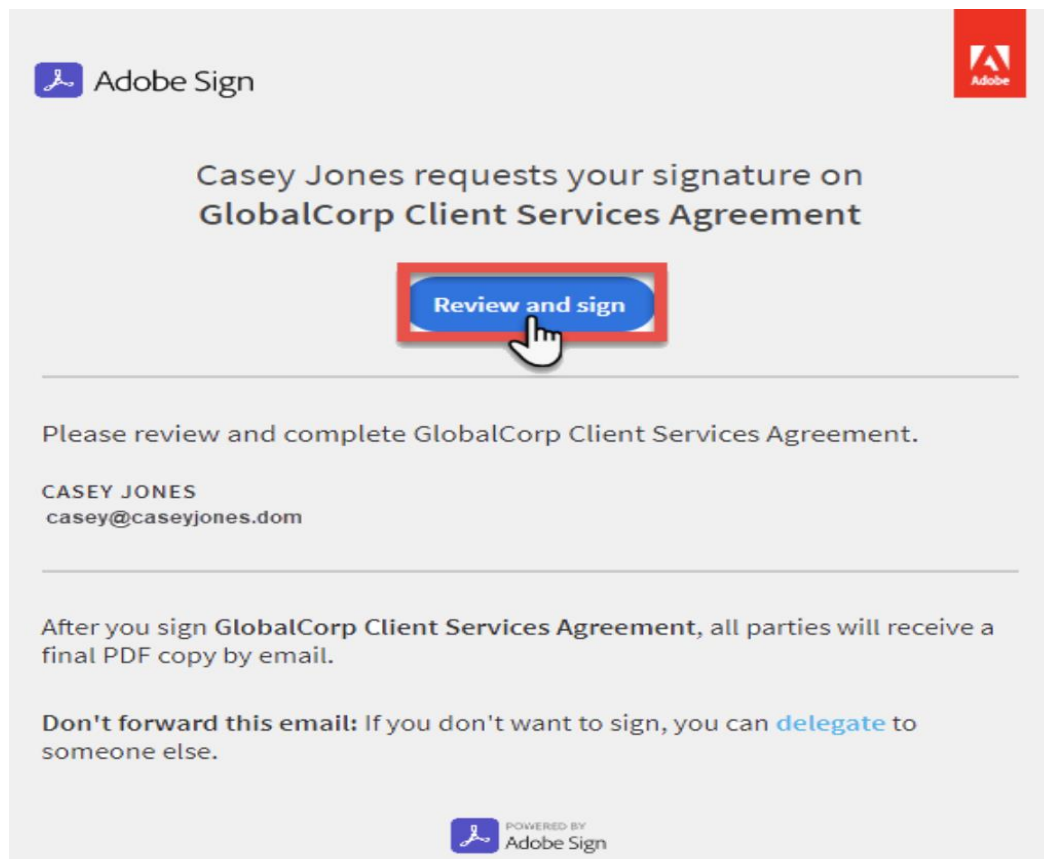 Adobe Sign
Adobe
Casey Jones requests your signature on
GlobalCorp Client Services Agreement
Review and sign
Please review and complete GlobalCorp Client Services Agreement.
CASEY JONES
casey@caseyjones.dom
After you sign GlobalCorp Client Services Agreement, all parties will receive a
final PDF copy by email.
Don't forward this email: If you don't want to sign, you can delegate to
someone else.
POWERED BY
Adobe Sign